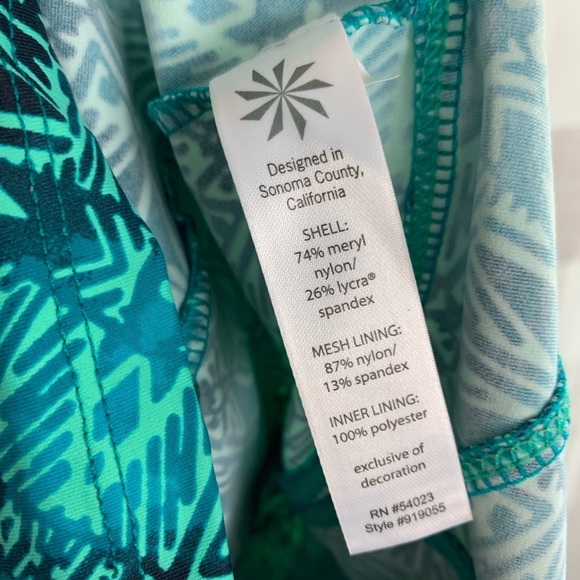 Designed in
Sonoma County,
California
SHELL:
74% meryl
nylon/
26% lycra®
spandex
MESH LINING:
87% nylon/
13% spandex
INNER LINING:
100% polyester
exclusive of
decoration
RN #54023
Style #919055